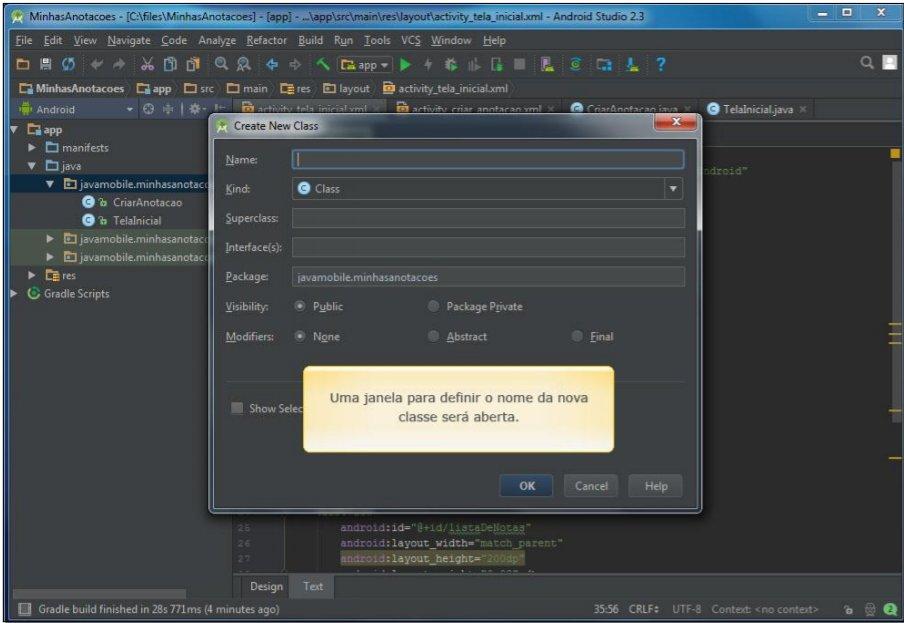 MinhasAnotacoes - [C:\files\MinhasAnotacoes] - [app] - ...\app\src\main\res\layout\activity_tela_inicial.xml - Android Studio 2.3
File Edit View Navigate Code Analyze Refactor Build Run Tools VCS Window Help
app
MinhasAnotacoes app src main res layout activity_tela_inicial.xml
Android activity_tela_inicial.xml activity_criar_anotacao.xml CriarAnotacao.java TelaInicial.java
Create New Class
app
manifests
java
javamobile.minhasanotaco
CriarAnotacao
TelaInicial
javamobile.minhasanotaco
javamobile.minhasanotaco
res
Gradle Scripts
ndroid"
Name:
Kind: Class
Superclass:
Interface(s):
Package: javamobile.minhasanotacoes
Visibility: Public Package Private
Modifiers: None Abstract Final
Show Selec
Uma janela para definir o nome da nova
classe será aberta.
OK Cancel Help
25 android:id="@+id/listaDeNotas"
26 android:layout_width="match_parent"
27 android:layout_height="200dp"
Design Text
Gradle build finished in 28s 771ms (4 minutes ago) 35:56 CRLF UTF-8 Context: <no context> 2